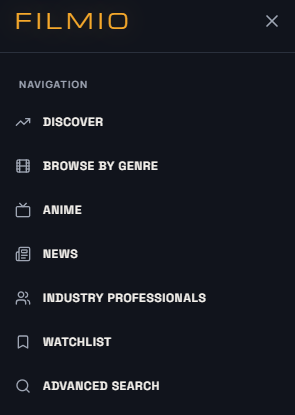 FILMIO
NAVIGATION
DISCOVER
BROWSE BY GENRE
ANIME
NEWS
INDUSTRY PROFESSIONALS
WATCHLIST
ADVANCED SEARCH